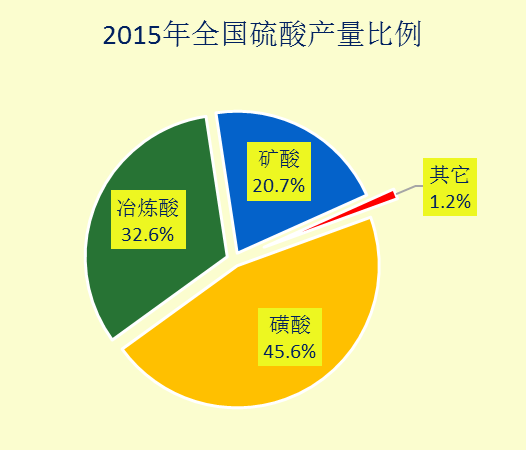 2015年全国硫酸产量比例
矿酸
20.7%
其它
1.2%
冶炼酸
32.6%
磺酸
45.6%